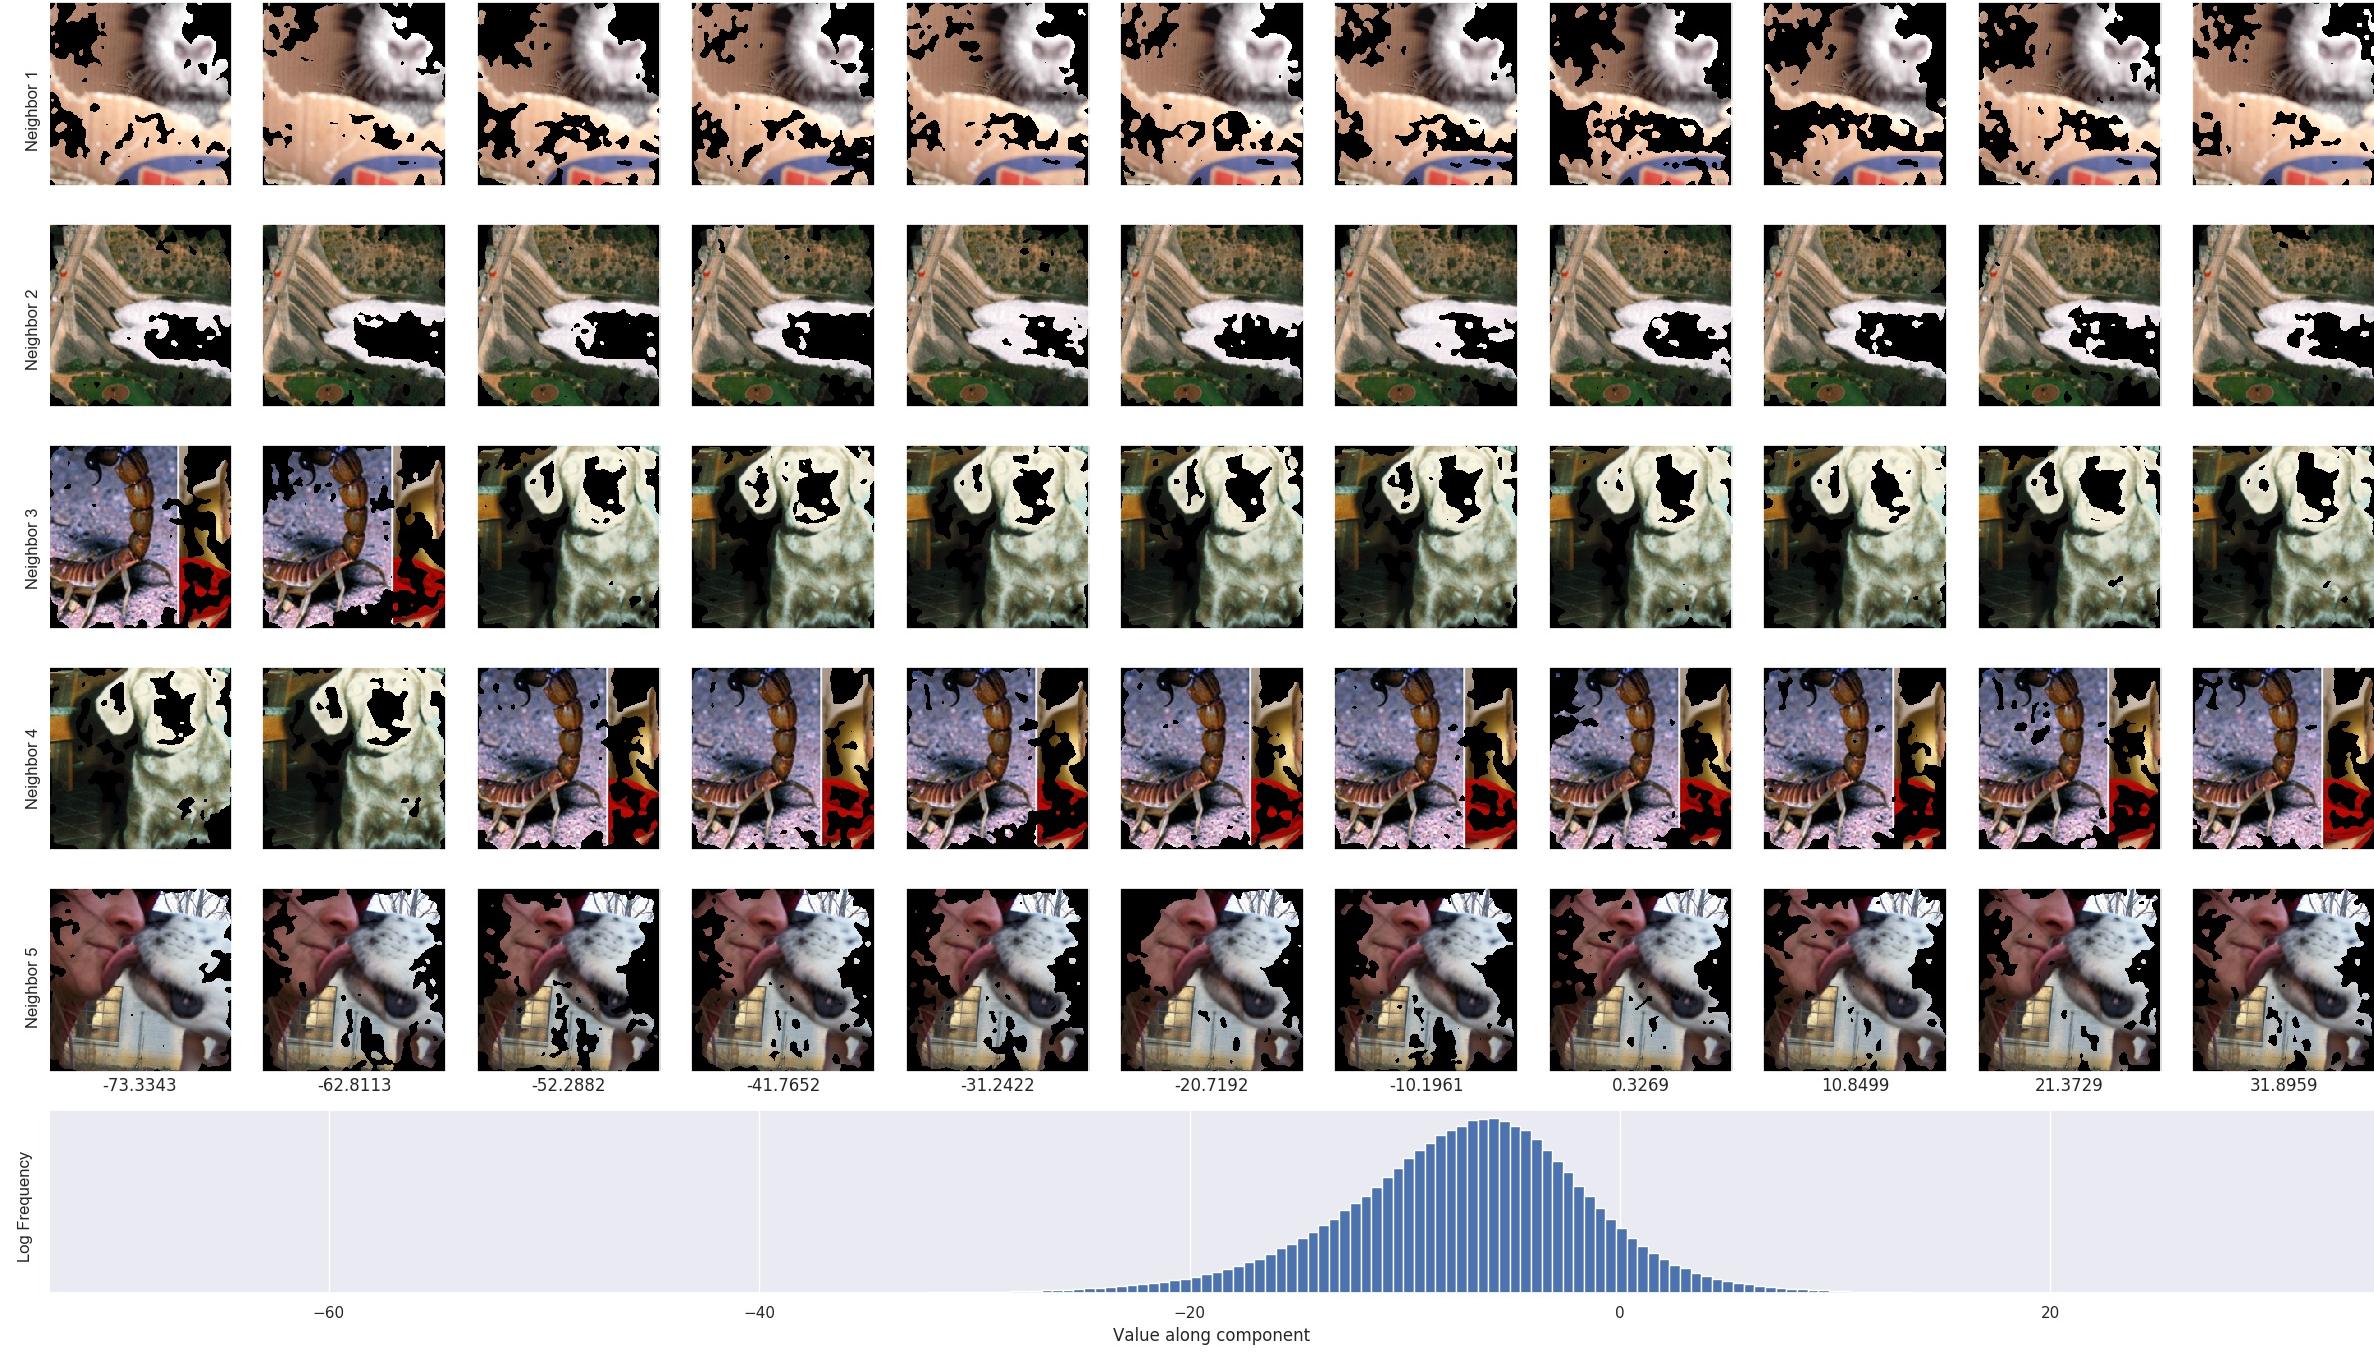 Neighbor 1
Neighbor 2
Neighbor 3
Neighbor 4
Neighbor 5
-73.3343 -62.8113 -52.2882 -41.7652 -31.2422 -20.7192 -10.1961 0.3269 10.8499 21.3729 31.8959
Log Frequency
−60 −40 −20 0 20
Value along component